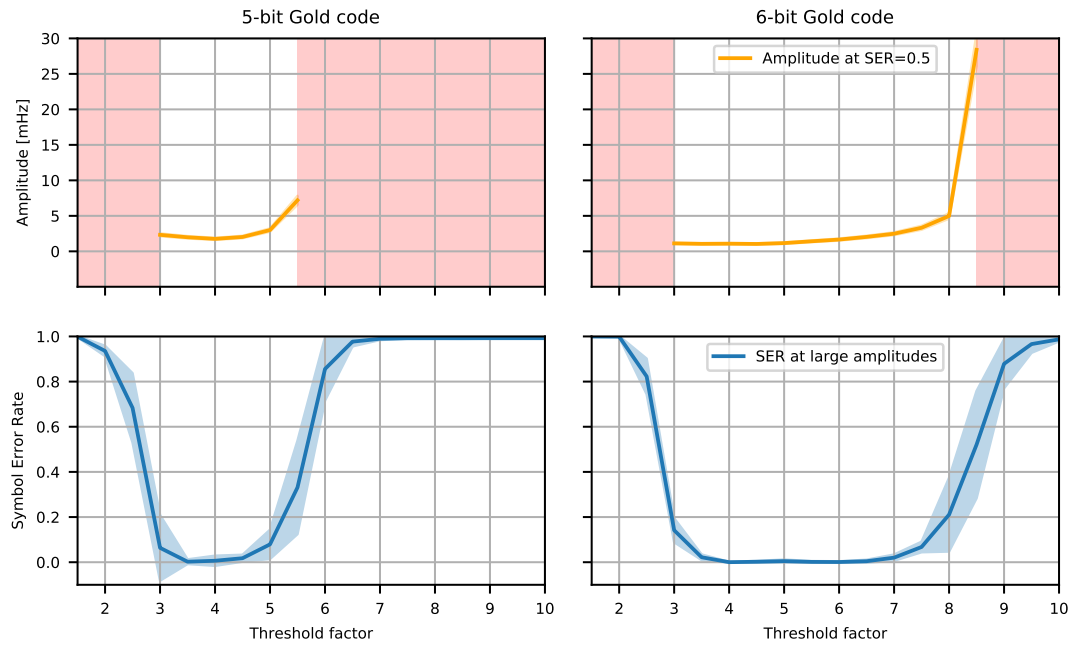 5-bit Gold code
6-bit Gold code
Amplitude [mHz]
30
25
20
15
10
5
0
Amplitude at SER=0.5
Symbol Error Rate
1.0
0.8
0.6
0.4
0.2
0.0
SER at large amplitudes
2 3 4 5 6 7 8 9 10
Threshold factor
2 3 4 5 6 7 8 9 10
Threshold factor